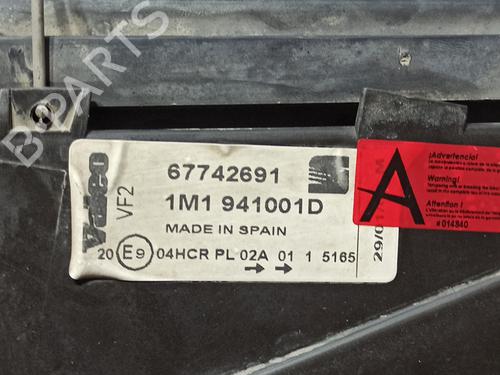 B-PARTS
Valeo
VF2
67742691
1M1 941001D
MADE IN SPAIN
20 E9 04HCR PL 02A 01 1 5165
29/0
M
A
¡Advertencia!
Warning!
Attention !
#014840